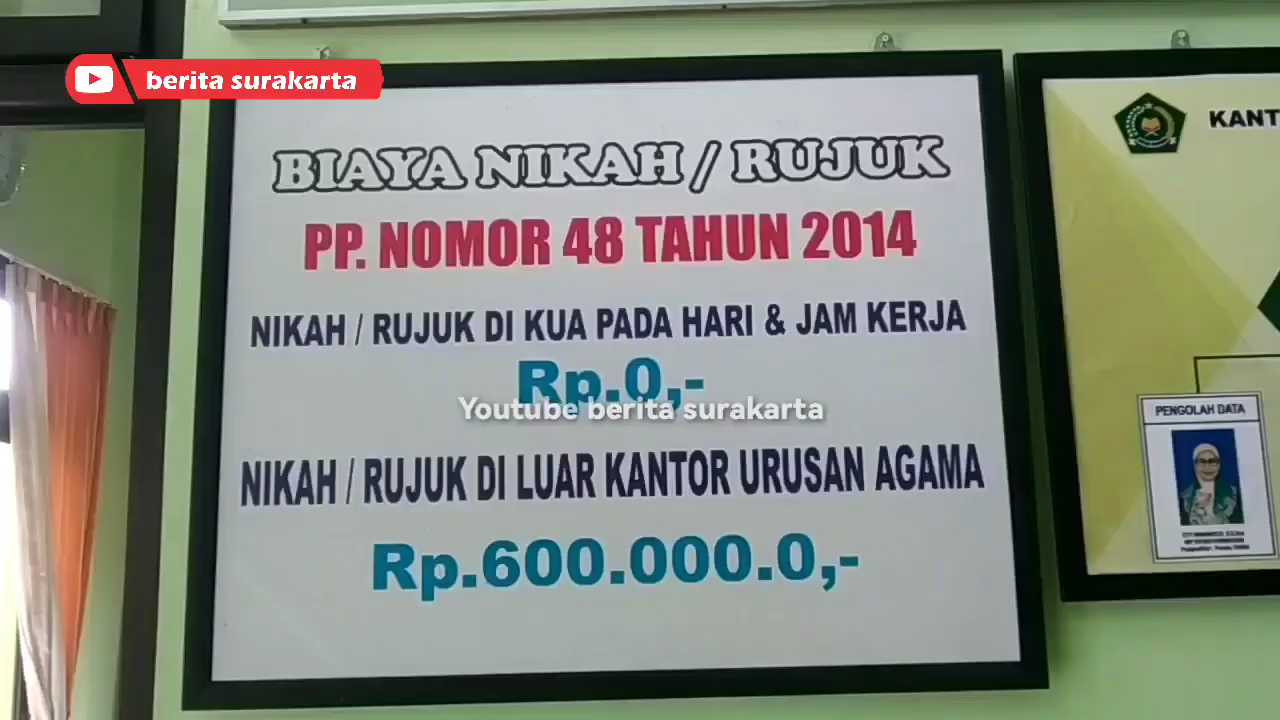 berita surakarta
BIAYA NIKAH / RUJUK
PP. NOMOR 48 TAHUN 2014
NIKAH / RUJUK DI KUA PADA HARI & JAM KERJA
Rp.0,-
Youtube berita surakarta
NIKAH / RUJUK DI LUAR KANTOR URUSAN AGAMA
Rp.600.000.0,-
KANT
PENGOLAH DATA